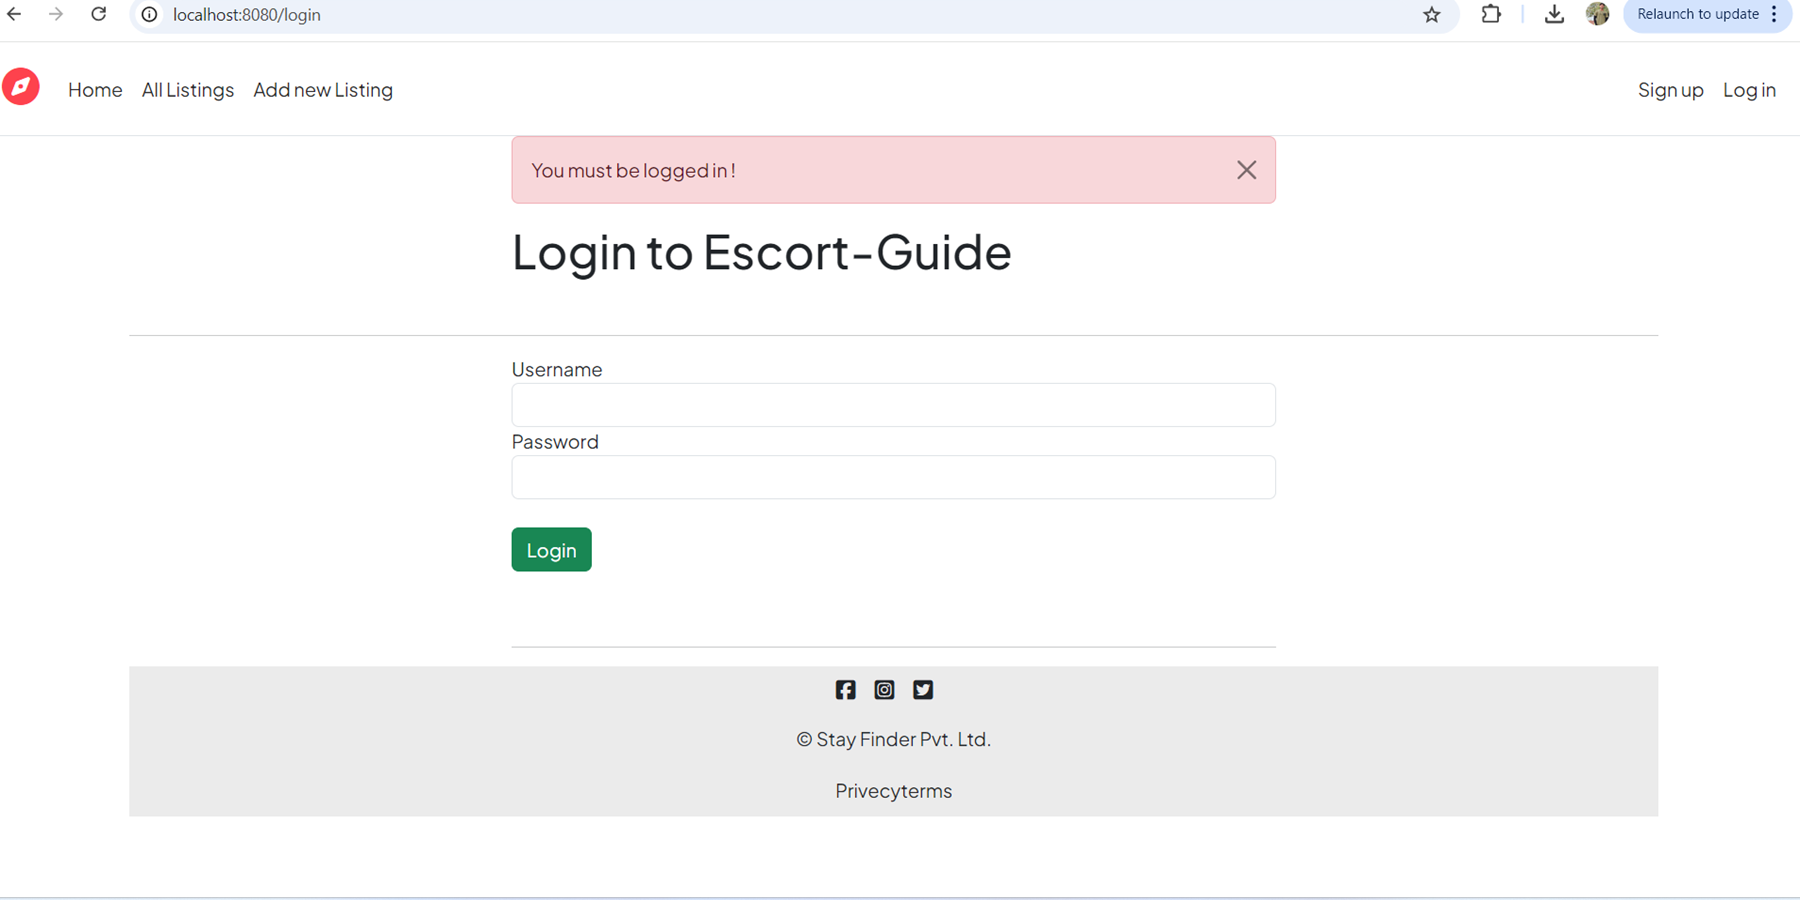 localhost:8080/login
Relaunch to update
Home All Listings Add new Listing Sign up Log in
You must be logged in !
Login to Escort-Guide
Username
Password
Login
© Stay Finder Pvt. Ltd.
Privecyterms